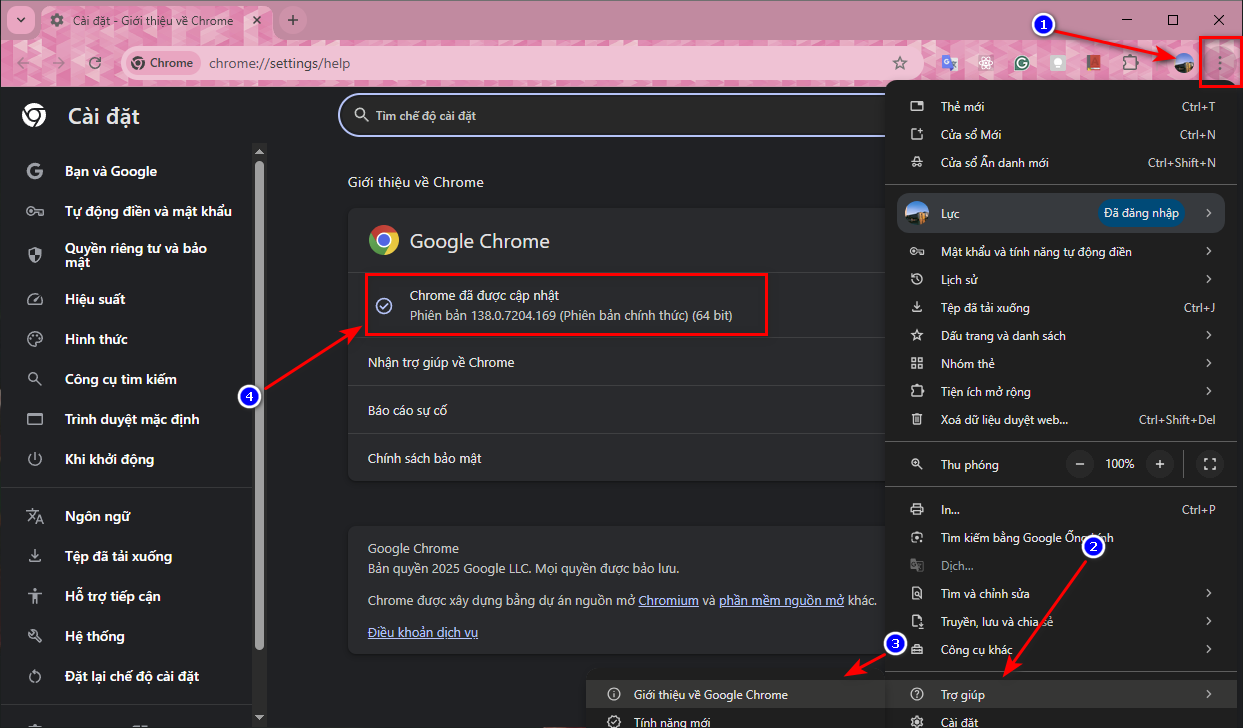 Cài đặt - Giới thiệu về Chrome
1
Chrome
chrome://settings/help
Cài đặt
Tìm chế độ cài đặt
Bạn và Google
Tự động điền và mật khẩu
Quyền riêng tư và bảo
mật
Hiệu suất
Hình thức
Công cụ tìm kiếm
Trình duyệt mặc định
Khi khởi động
Ngôn ngữ
Tệp đã tải xuống
Hỗ trợ tiếp cận
Hệ thống
Đặt lại chế độ cài đặt
Giới thiệu về Chrome
Google Chrome
Chrome đã được cập nhật
Phiên bản 138.0.7204.169 (Phiên bản chính thức) (64 bit)
4
Nhận trợ giúp về Chrome
Báo cáo sự cố
Chính sách bảo mật
Google Chrome
Bản quyền 2025 Google LLC. Mọi quyền được bảo lưu.
Chrome được xây dựng bằng dự án nguồn mở Chromium và phần mềm nguồn mở khác.
Điều khoản dịch vụ
Thẻ mới Ctrl+T
Cửa sổ Mới Ctrl+N
Cửa sổ Ẩn danh mới Ctrl+Shift+N
Lực Đã đăng nhập
Mật khẩu và tính năng tự động điền
Lịch sử
Tệp đã tải xuống Ctrl+J
Dấu trang và danh sách
Nhóm thẻ
Tiện ích mở rộng
Xoá dữ liệu duyệt web... Ctrl+Shift+Del
Thu phóng − 100% +
In... Ctrl+P
Tìm kiếm bằng Google Ống kính
2
Dịch...
Tìm và chỉnh sửa
Truyền, lưu và chia sẻ
3
Công cụ khác
Trợ giúp
Cài đặt
Giới thiệu về Google Chrome
Tính năng mới